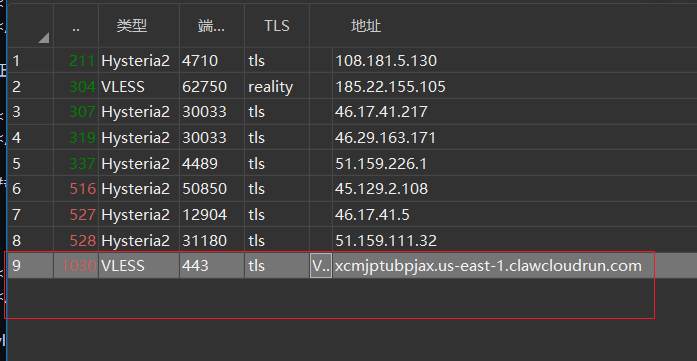 .. 类型 端... TLS 地址
1 211 Hysteria2 4710 tls 108.181.5.130
2 304 VLESS 62750 reality 185.22.155.105
3 307 Hysteria2 30033 tls 46.17.41.217
4 319 Hysteria2 30033 tls 46.29.163.171
5 337 Hysteria2 4489 tls 51.159.226.1
6 516 Hysteria2 50850 tls 45.129.2.108
7 527 Hysteria2 12904 tls 46.17.41.5
8 528 Hysteria2 31180 tls 51.159.111.32
9 1030 VLESS 443 tls V.. xcmjptubpjax.us-east-1.clawcloudrun.com